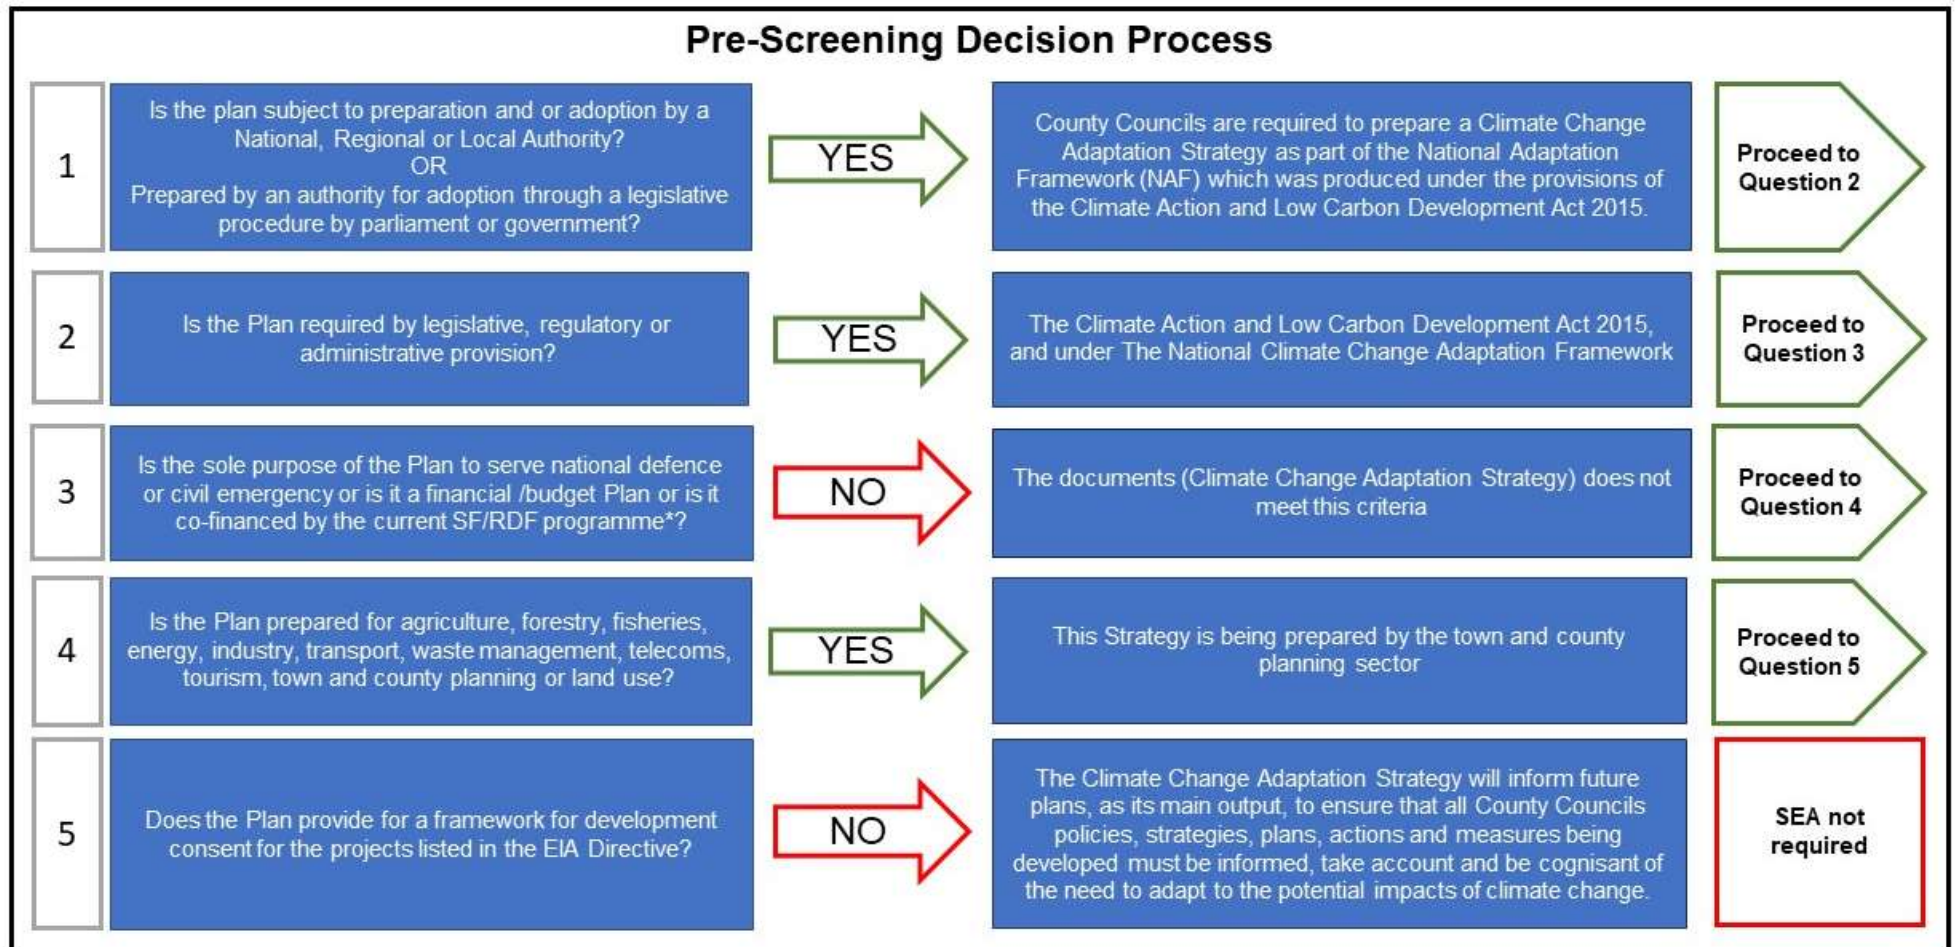 Pre-Screening Decision Process
1
Is the plan subject to preparation and or adoption by a
National, Regional or Local Authority?
OR
Prepared by an authority for adoption through a legislative
procedure by parliament or government?
YES
County Councils are required to prepare a Climate Change
Adaptation Strategy as part of the National Adaptation
Framework (NAF) which was produced under the provisions of
the Climate Action and Low Carbon Development Act 2015.
Proceed to
Question 2
2
Is the Plan required by legislative, regulatory or
administrative provision?
YES
The Climate Action and Low Carbon Development Act 2015,
and under The National Climate Change Adaptation Framework
Proceed to
Question 3
3
Is the sole purpose of the Plan to serve national defence
or civil emergency or is it a financial /budget Plan or is it
co-financed by the current SF/RDF programme*?
NO
The documents (Climate Change Adaptation Strategy) does not
meet this criteria
Proceed to
Question 4
4
Is the Plan prepared for agriculture, forestry, fisheries,
energy, industry, transport, waste management, telecoms,
tourism, town and county planning or land use?
YES
This Strategy is being prepared by the town and county
planning sector
Proceed to
Question 5
5
Does the Plan provide for a framework for development
consent for the projects listed in the EIA Directive?
NO
The Climate Change Adaptation Strategy will inform future
plans, as its main output, to ensure that all County Councils
policies, strategies, plans, actions and measures being
developed must be informed, take account and be cognisant of
the need to adapt to the potential impacts of climate change.
SEA not
required